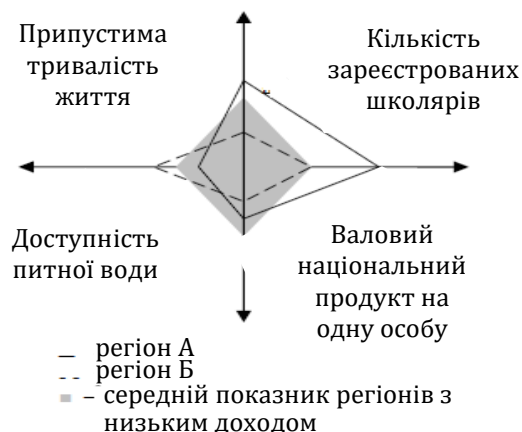 Припустима
тривалість
життя
Кількість
зареєстрованих
школярів
Доступність
питної води
Валовий
національний
продукт на
одну особу
— регіон А
-- регіон Б
■ – середній показник регіонів з
низьким доходом